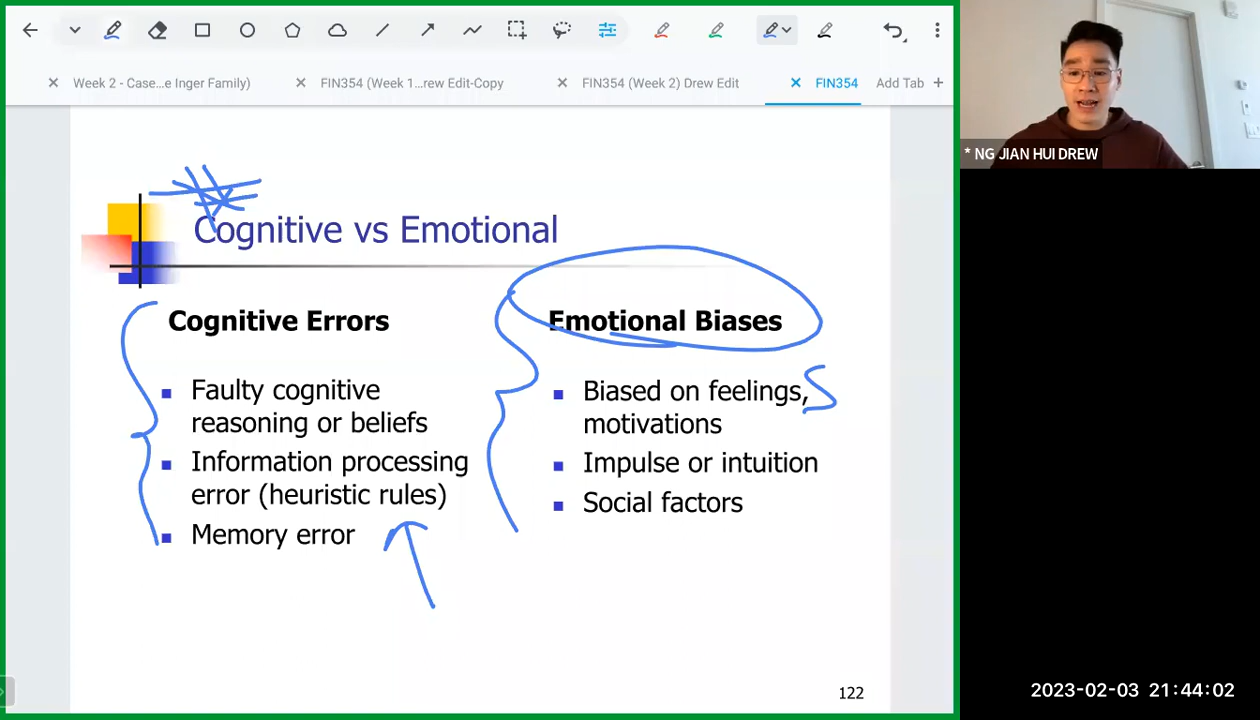 Week 2 - Case...e Inger Family)
FIN354 (Week 1...rew Edit-Copy
FIN354 (Week 2) Drew Edit
FIN354
Add Tab +
* NG JIAN HUI DREW
Cognitive vs Emotional
Cognitive Errors
Faulty cognitive
reasoning or beliefs
Information processing
error (heuristic rules)
Memory error
Emotional Biases
Biased on feelings,
motivations
Impulse or intuition
Social factors
122
2023-02-03 21:44:02